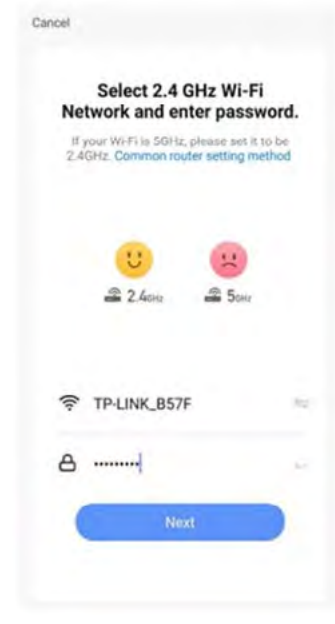 Cancel
Select 2.4 GHz Wi-Fi
Network and enter password.
If your Wi-Fi is 5GHz, please set it to be
2.4GHz. Common router setting method
2.4GHz
5GHz
TP-LINK_B57F
Next